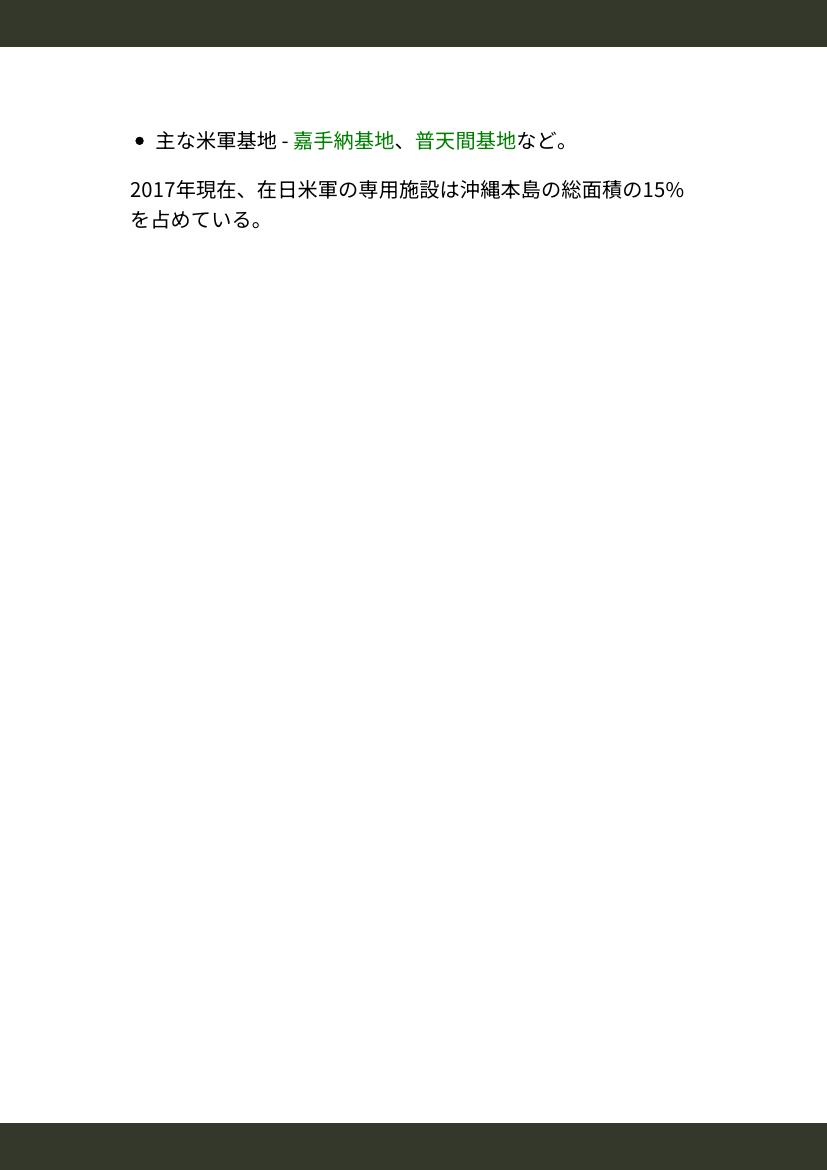 • 主な米軍基地 - 嘉手納基地、普天間基地など。
2017年現在、在日米軍の専用施設は沖縄本島の総面積の15%
を占めている。